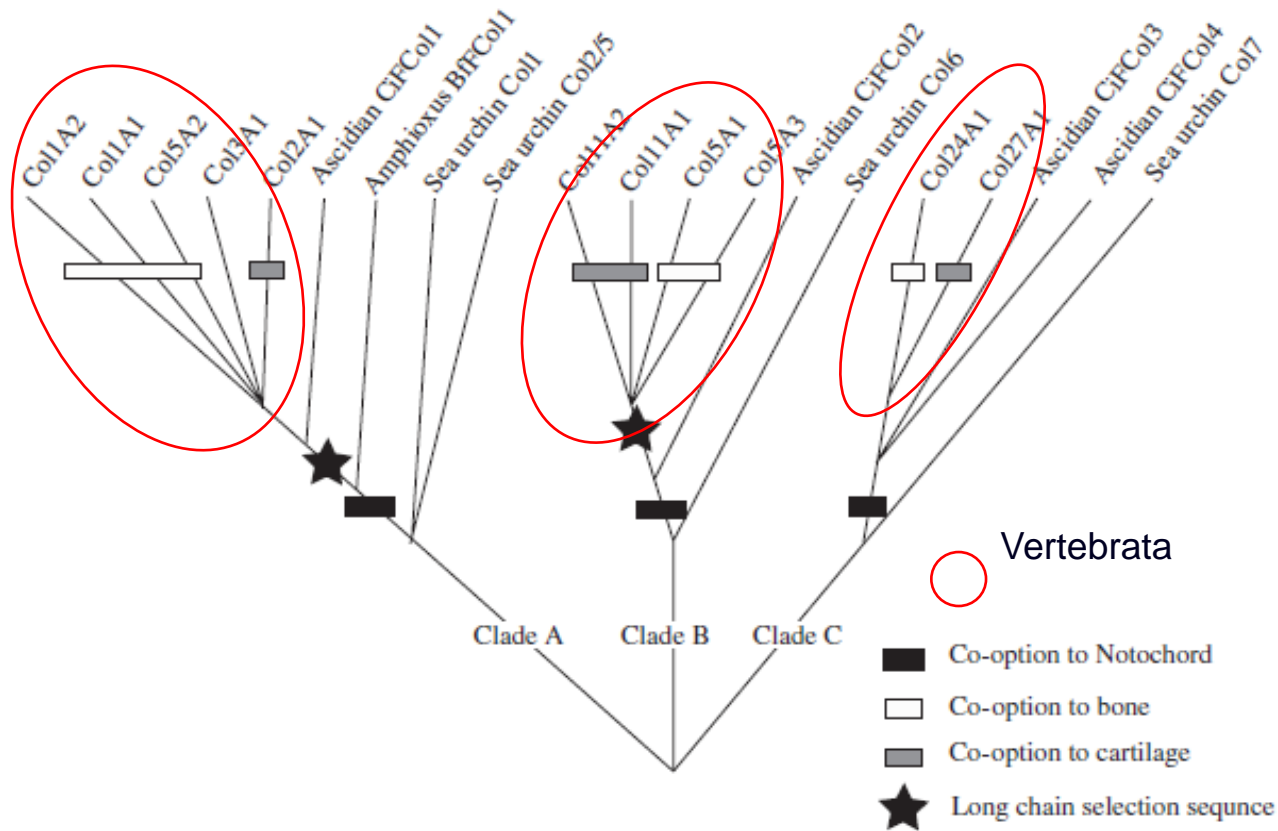 Col1A2
Col1A1
Col5A2
Col3A1
Col2A1
Ascidian CiFCol1
Amphoxus BfFCol1
Sea urchin Col1
Sea urchin Col2/5
Col11A2
Col11A1
Col5A1
Col5A3
Ascidian CiFCol2
Sea urchin Col6
Col24A1
Col27A1
Ascidian CiFCol3
Ascidian CiFCol4
Sea urchin Col7
Vertebrata
Clade A
Clade B
Clade C
Co-option to Notochord
Co-option to bone
Co-option to cartilage
Long chain selection sequnce